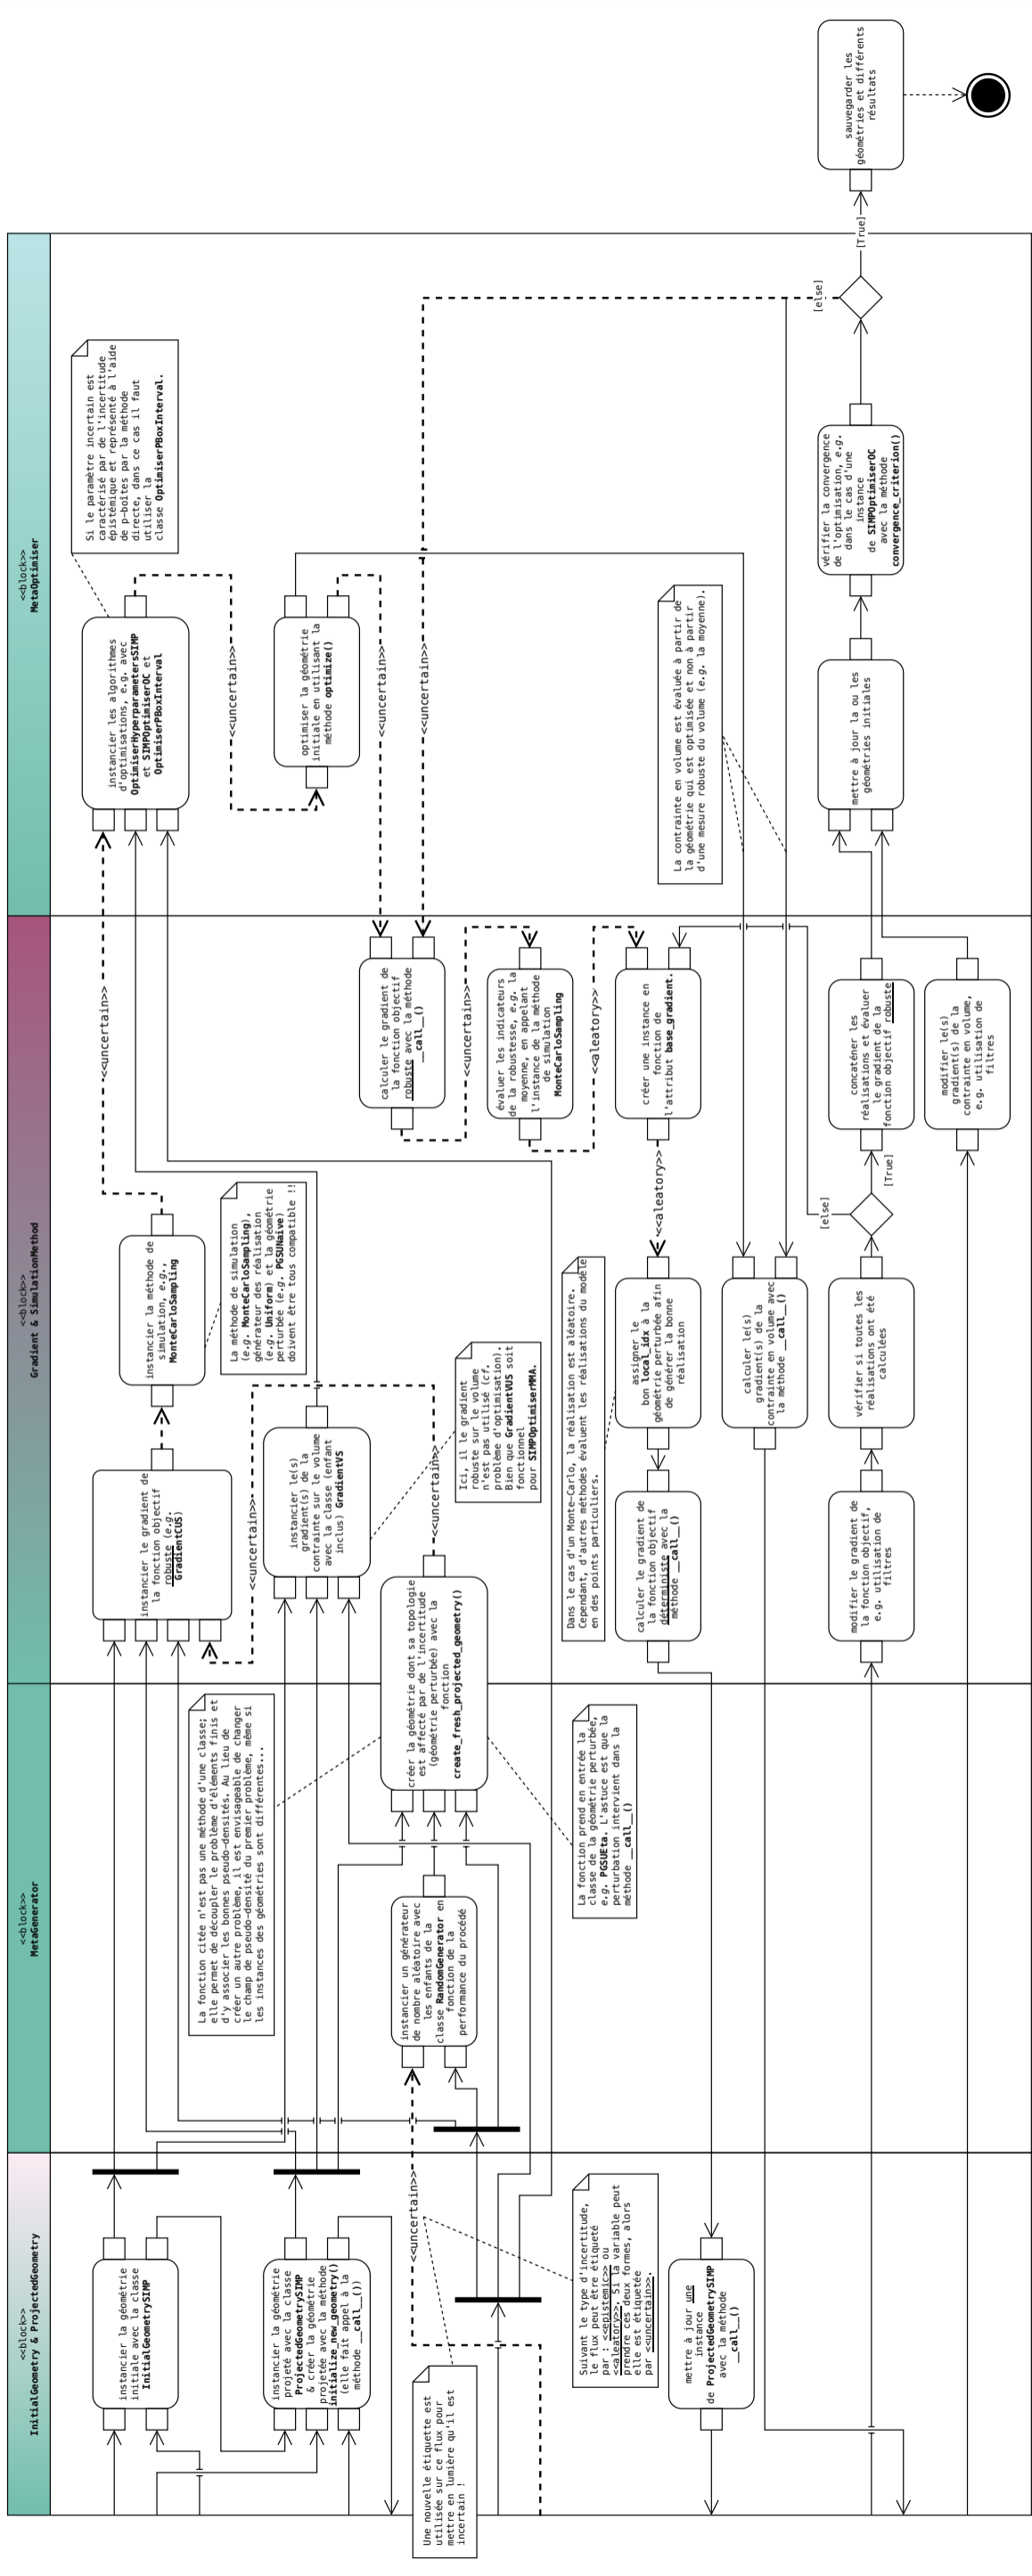 <<block>>
InitialGeometry & ProjectedGeometry
<<block>>
MetaGenerator
<<block>>
Gradient & SimulationMethod
<<block>>
MetaOptimiser
instancier la géométrie
initiale avec la classe
InitialGeometrySIMP
instancier la géométrie
projeté avec la classe
ProjectedGeometrySIMP
& créer la géométrie
projetée avec la méthode
initialize_new_geometry()
(elle fait appel à la
méthode __call__())
Une nouvelle étiquette est
utilisée sur ce flux pour
mettre en lumière qu'il est
incertain !
<<uncertain>>
Suivant le type d'incertitude,
le flux peut être étiqueté
par : <<epistemic>> ou
<<aleatory>>. Si la variable peut
prendre ces deux formes, alors
elle est étiquetée
par <<uncertain>>.
mettre à jour une
instance
de ProjectedGeometrySIMP
avec la méthode
__call__()
La fonction citée n'est pas une méthode d'une classe;
elle permet de découpler le problème d'éléments finis et
d'y associer les bonnes pseudo-densités. Au lieu de
créer un autre problème, il est envisageable de changer
le champ de pseudo-densité du premier problème, même si
les instances des géométries sont différentes...
instancier un générateur
de nombre aléatoire avec
les enfants de la
classe RandomGenerator en
fonction de la
performance du procédé
créer la géométrie dont sa topologie
est affecté par de l'incertitude
(géométrie perturbée) avec la
fonction
create_fresh_projected_geometry()
La fonction prend en entrée la
classe de la géométrie perturbée,
e.g. PGSUEta. L'astuce est que la
perturbation intervient dans la
méthode __call__()
instancier le gradient de
la fonction objectif
robuste (e.g.
GradientCUS)
<<uncertain>>
instancier la méthode de
simulation, e.g.,
MonteCarloSampling
La méthode de simulation
(e.g. MonteCarloSampling),
générateur des réalisation
(e.g. Uniform) et la géométrie
perturbée (e.g. PGSUNaive)
doivent être tous compatible !!
instancier le(s)
gradient(s) de la
contrainte sur le volume
avec la classe (enfant
inclus) GradientVS
<<uncertain>>
Ici, il le gradient
robuste sur le volume
n'est pas utilisé (cf.
problème d'optimisation).
Bien que GradientVUS soit
fonctionnel
pour SIMPOptimiserMMA.
<<uncertain>>
calculer le gradient de
la fonction objectif
robuste avec la méthode
__call__()
<<uncertain>>
évaluer les indicateurs
de la robustesse, e.g. la
moyenne, en appelant
l'instance de la méthode
de simulation
MonteCarloSampling
<<aleatory>>
créer une instance en
fonction de
l'attribut base_gradient.
<<aleatory>>
Dans le cas d'un Monte-Carlo, la réalisation est aléatoire.
Cependant, d'autres méthodes évaluent les réalisations du modèle
en des points particuliers.
assigner le
bon local_idx à la
géométrie perturbée afin
de générer la bonne
réalisation
calculer le gradient de
la fonction objectif
déterministe avec la
méthode __call__()
calculer le(s)
gradient(s) de la
contrainte en volume avec
la méthode __call__()
modifier le gradient de
la fonction objectif,
e.g. utilisation de
filtres
vérifier si toutes les
réalisations ont été
calculées
[else]
[True]
concaténer les
réalisations et évaluer
le gradient de la
fonction objectif robuste
modifier le(s)
gradient(s) de la
contrainte en volume,
e.g. utilisation de
filtres
Si le paramètre incertain est
caractérisé par de l'incertitude
épistémique et représenté à l'aide
de p-boites par la méthode
directe, dans ce cas il faut
utiliser la
classe OptimiserPBoxInterval.
instancier les algorithmes
d'optimisations, e.g. avec
OptimiserHyperparametersSIMP
et SIMPOptimiserOC et
OptimiserPBoxInterval
<<uncertain>>
optimiser la géométrie
initiale en utilisant la
méthode optimize()
<<uncertain>>
<<uncertain>>
La contrainte en volume est évaluée à partir de
la géométrie qui est optimisée et non à partir
d'une mesure robuste du volume (e.g. la moyenne).
mettre à jour la ou les
géométries initiales
vérifier la convergence
de l'optimisation, e.g.
dans le cas d'une
instance
de SIMPOptimiserOC
avec la méthode
convergence_criterion()
[else]
[True]
sauvegarder les
géométries et différents
résultats